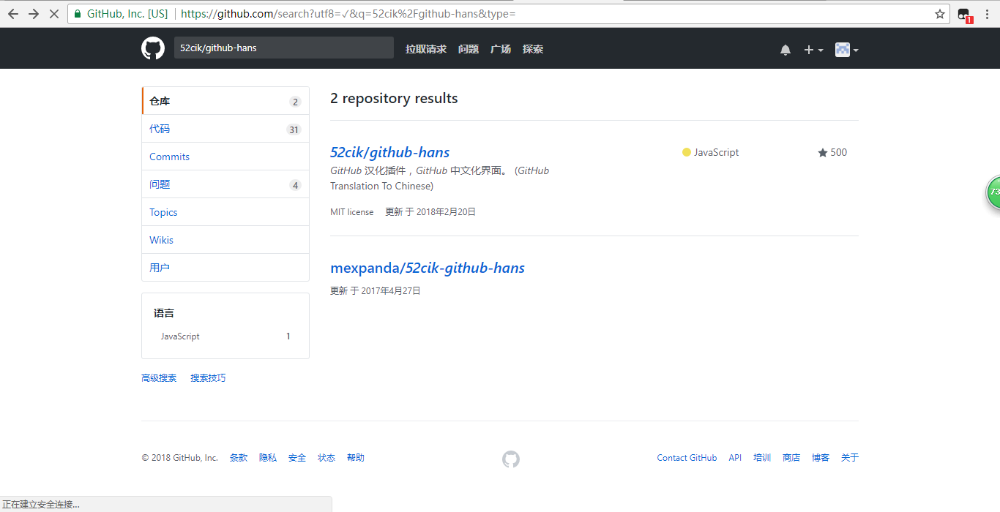 GitHub, Inc. [US] | https://github.com/search?utf8=✓&q=52cik%2Fgithub-hans&type=
1
52cik/github-hans 拉取请求 问题 广场 探索
仓库 2
代码 31
Commits
问题 4
Topics
Wikis
用户
语言
JavaScript 1
高级搜索 搜索技巧
2 repository results
52cik/github-hans JavaScript 500
GitHub 汉化插件，GitHub 中文化界面。 (GitHub
Translation To Chinese)
MIT license 更新 于 2018年2月20日
mexpanda/52cik-github-hans
更新 于 2017年4月27日
73
© 2018 GitHub, Inc. 条款 隐私 安全 状态 帮助 Contact GitHub API 培训 商店 博客 关于
正在建立安全连接...